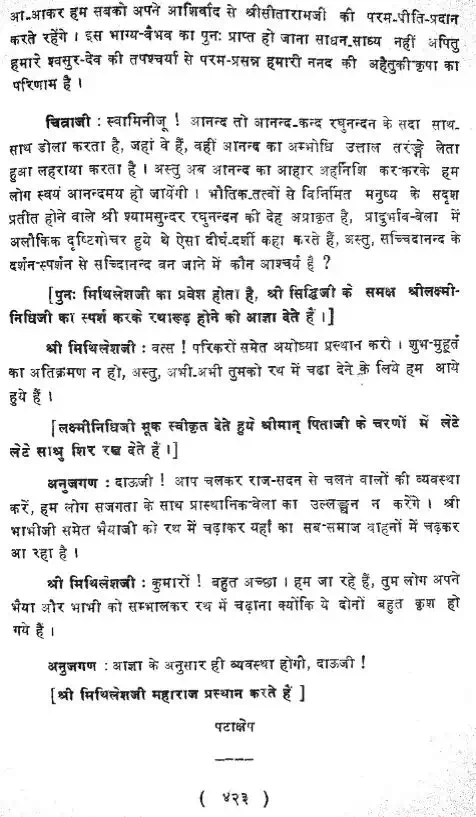 आ-आकर हम सबको अपने आशिर्वाद से श्रीसीतारामजी की परम-प्रीति-प्रदान
करते रहेंगे । इस भाग्य-वैभव का पुनः प्राप्त हो जाना साधन-साध्य नहीं अपितु
हमारे श्वसुर-देव की तपश्चर्या से परम-प्रसन्न हमारी ननद की अहैतुकी-कृपा का
परिणाम है ।
चित्राजी : स्वामिनीजू ! आनन्द तो आनन्द-कन्द रघुनन्दन के सदा साथ-
साथ डोला करता है, जहां वे हैं, वहीं आनन्द का अम्भोधि उत्ताल तरङ्गें लेता
हुआ लहराया करता है । अस्तु अब आनन्द का आहार अहर्निशि कर-करके हम
लोग स्वयं आनन्दमय हो जायेंगी । भौतिक-तत्वों से विनिर्मित मनुष्य के सदृश
प्रतीत होने वाले श्री श्यामसुन्दर रघुनन्दन की देह अप्राकृत है, प्रादुर्भाव-बेला में
अलौकिक दृष्टिगोचर हुये थे ऐसा दीर्घ-दर्शी कहा करते हैं, अस्तु, सच्चिदानन्द के
दर्शन-स्पर्शन से सच्दिानन्द वन जाने में कौन आश्चर्य है ?
[पुनः मिथिलेशजी का प्रवेश होता है, श्री सिद्धिजी के समक्ष श्रीलक्ष्मी-
निधिजी का स्पर्श करके रथारूढ़ होने को आज्ञा देते हैं ।]
श्री मिथिलेशजी : वत्स ! परिकरों समेत अयोध्या प्रस्थान करो । शुभ-मुहूर्त
का अतिक्रमण न हो, अस्तु, अभी-अभी तुमको रथ में चढा देने के लिये हम आये
हुये हैं ।
[लक्ष्मीनिधिजी मूक स्वीकृत देते हुये श्रीमान् पिताजी के चरणों में लेटे
लेटे साश्रु शिर रख देते हैं ।]
अनुजगण : दाऊजी ! आप चलकर राज-सदन से चलने वालों की व्यवस्था
करें, हम लोग सजगता के साथ प्रास्थानिक-वेला का उल्लङ्घन न करेंगे । श्री
भाभीजी समेत भैयाजी को रथ में चढ़ाकर यहाँ का सब-समाज वाहनों में चढ़कर
आ रहा है ।
श्री मिथिलेशजी : कुमारों ! बहुत अच्छा । हम जा रहे हैं, तुम लोग अपने
भैया और भाभी को सम्भालकर रथ में चढ़ाना क्योंकि ये दोनों बहुत कृश हो
गये हैं ।
अनुजगण : आज्ञा के अनुसार ही व्यवस्था होगी, दाऊजी !
[श्री मिथिलेशजी महाराज प्रस्थान करते हैं ]
पटाक्षेप
( ४२३ )